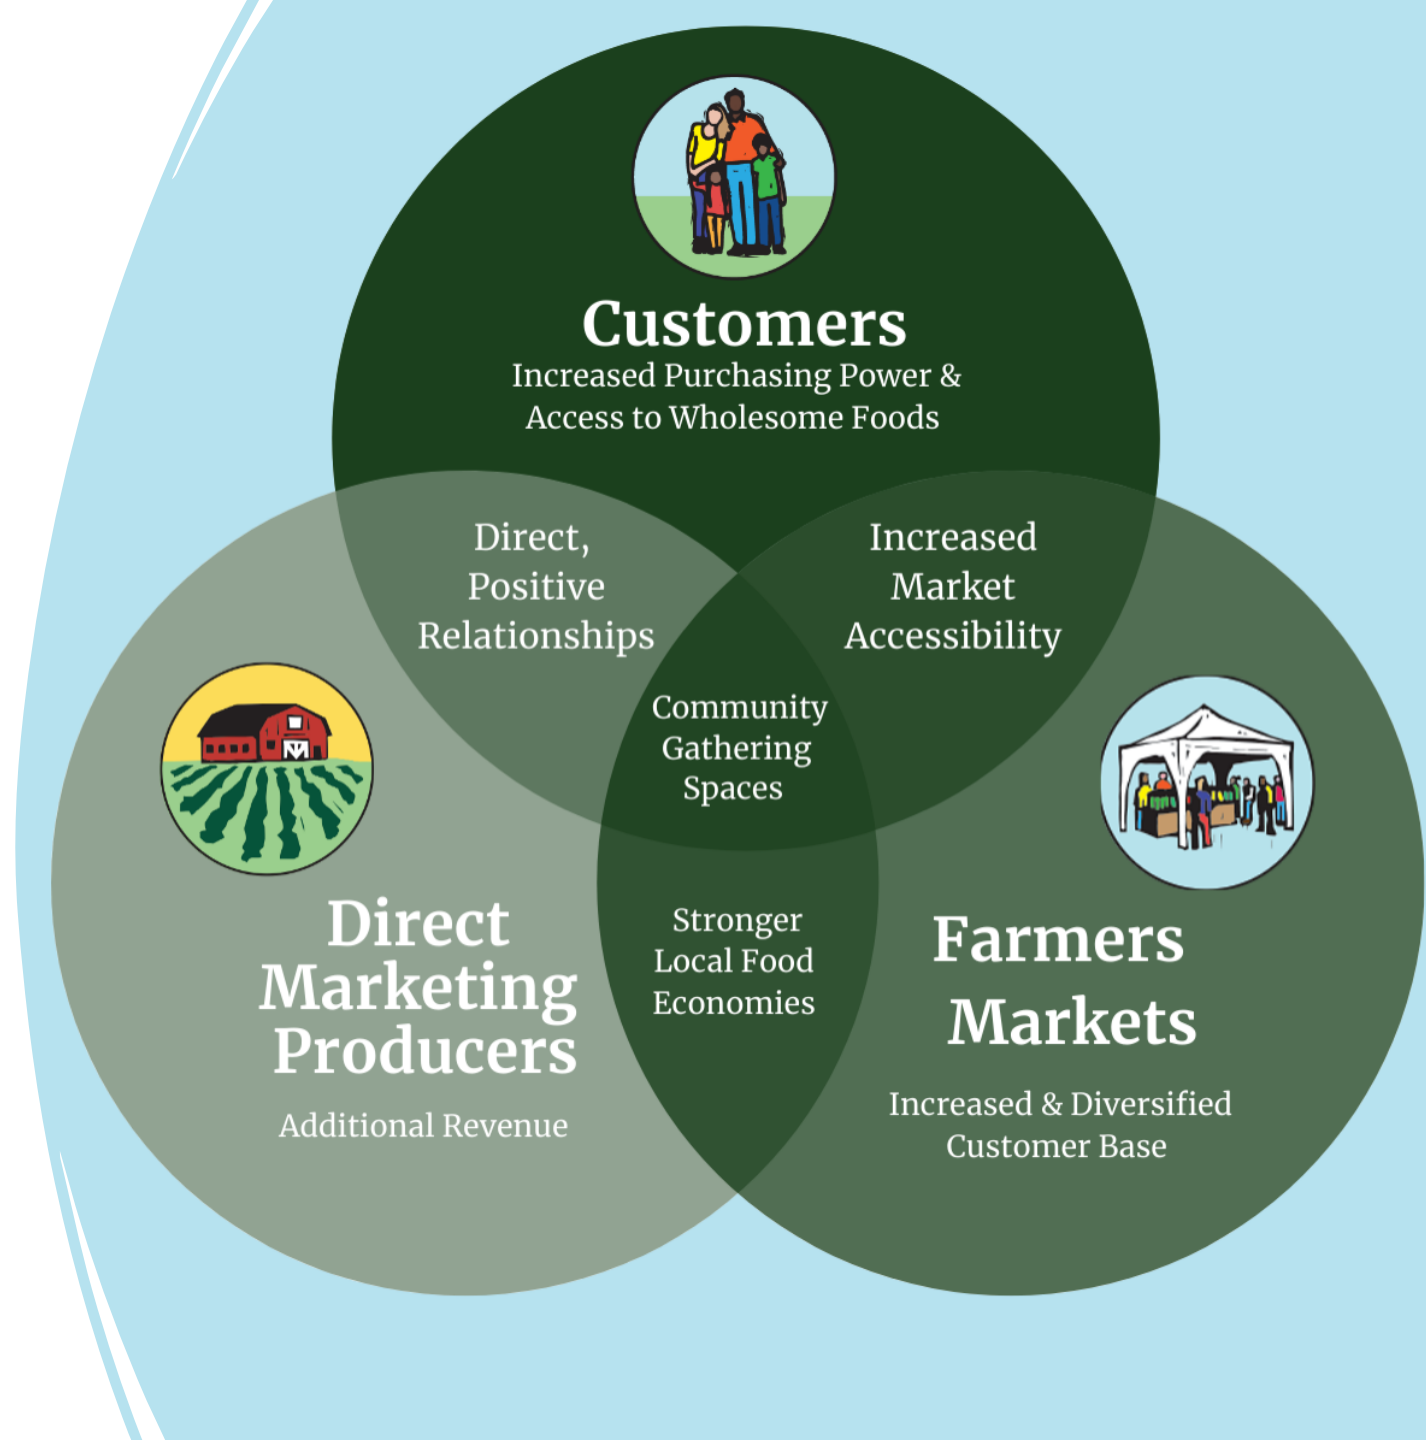 Customers
Increased Purchasing Power &
Access to Wholesome Foods
Direct,
Positive
Relationships
Increased
Market
Accessibility
Community
Gathering
Spaces
Direct
Marketing
Producers
Additional Revenue
Stronger
Local Food
Economies
Farmers
Markets
Increased & Diversified
Customer Base